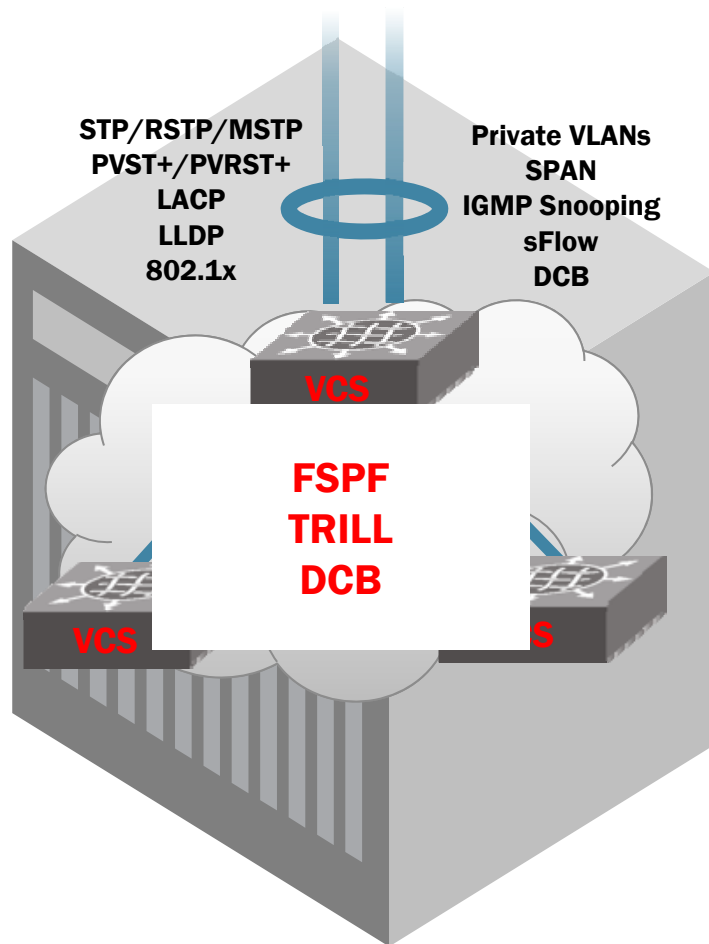 STP/RSTP/MSTP
PVST+/PVRST+
LACP
LLDP
802.1x
Private VLANs
SPAN
IGMP Snooping
sFlow
DCB
VCS
FSPF
TRILL
DCB
VCS